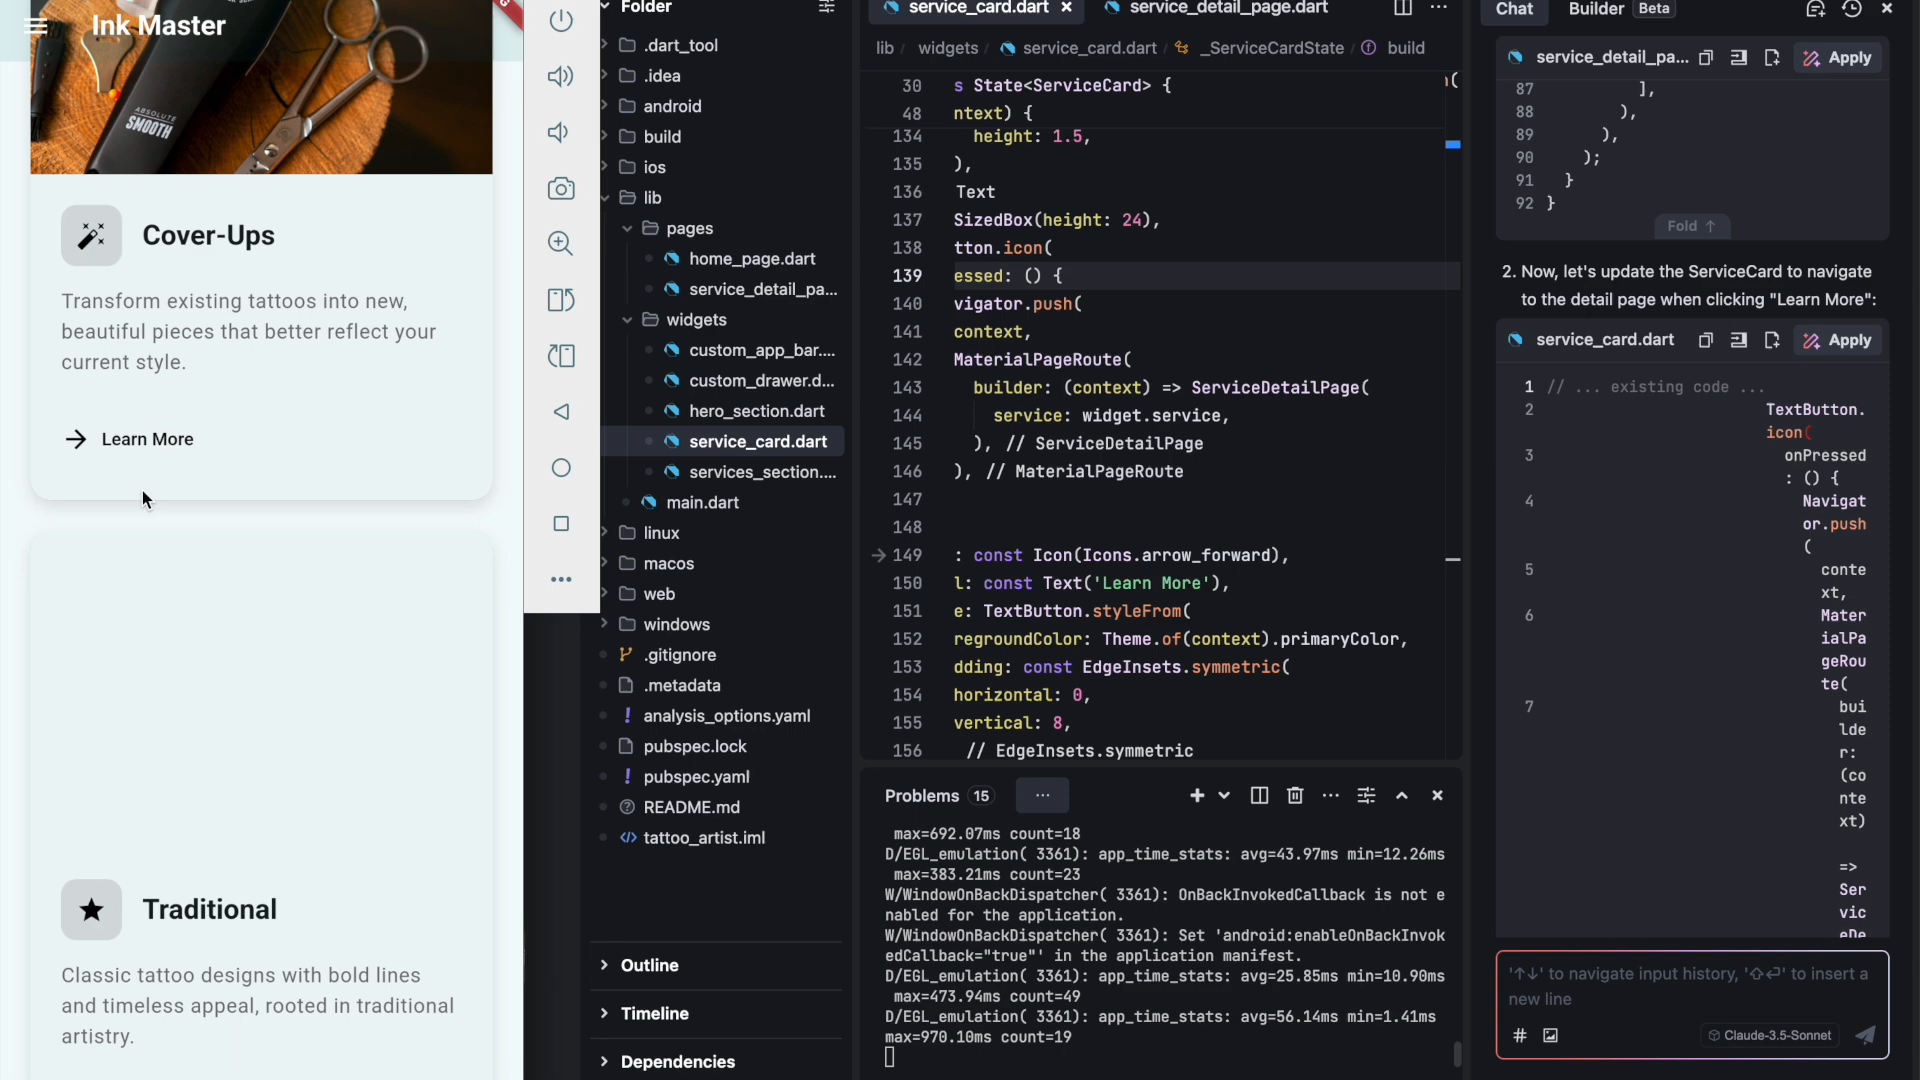 Ink Master
ABSOLUTE
SMOOTH
Cover-Ups
Transform existing tattoos into new,
beautiful pieces that better reflect your
current style.
Learn More
Traditional
Classic tattoo designs with bold lines
and timeless appeal, rooted in traditional
artistry.
Folder
.dart_tool
.idea
android
build
ios
lib
pages
home_page.dart
service_detail_pa...
widgets
custom_app_bar....
custom_drawer.d...
hero_section.dart
service_card.dart
services_section....
main.dart
linux
macos
web
windows
.gitignore
.metadata
analysis_options.yaml
pubspec.lock
pubspec.yaml
README.md
tattoo_artist.iml
Outline
Timeline
Dependencies
service_card.dart
service_detail_page.dart
lib / widgets / service_card.dart / _ServiceCardState / build
30 s State<ServiceCard> {
48 ntext) {
134 height: 1.5,
135 ),
136 Text
137 SizedBox(height: 24),
138 tton.icon(
139 essed: () {
140 vigator.push(
141 context,
142 MaterialPageRoute(
143 builder: (context) => ServiceDetailPage(
144 service: widget.service,
145 ), // ServiceDetailPage
146 ), // MaterialPageRoute
147
148
149 : const Icon(Icons.arrow_forward),
150 l: const Text('Learn More'),
151 e: TextButton.styleFrom(
152 regroundColor: Theme.of(context).primaryColor,
153 dding: const EdgeInsets.symmetric(
154 horizontal: 0,
155 vertical: 8,
156 // EdgeInsets.symmetric
Problems 15
max=692.07ms count=18
D/EGL_emulation( 3361): app_time_stats: avg=43.97ms min=12.26ms
max=383.21ms count=23
W/WindowOnBackDispatcher( 3361): OnBackInvokedCallback is not e
nabled for the application.
W/WindowOnBackDispatcher( 3361): Set 'android:enableOnBackInvok
edCallback="true"' in the application manifest.
D/EGL_emulation( 3361): app_time_stats: avg=25.85ms min=10.90ms
max=473.94ms count=49
D/EGL_emulation( 3361): app_time_stats: avg=56.14ms min=1.41ms
max=970.10ms count=19
Chat
Builder Beta
service_detail_pa...
Apply
87 ],
88 ),
89 ),
90 );
91 }
92 }
Fold ↑
2. Now, let's update the ServiceCard to navigate
to the detail page when clicking "Learn More":
service_card.dart
Apply
1 // ... existing code ...
2 TextButton.
icon(
3 onPressed
: () {
4 Navigat
or.push
(
5 conte
xt,
6 Mater
ialPa
geRou
te(
7 bui
lde
r:
(co
nte
xt)
=>
Ser
vic
eDe
'↑↓' to navigate input history, '⇧⏎' to insert a
new line
Claude-3.5-Sonnet